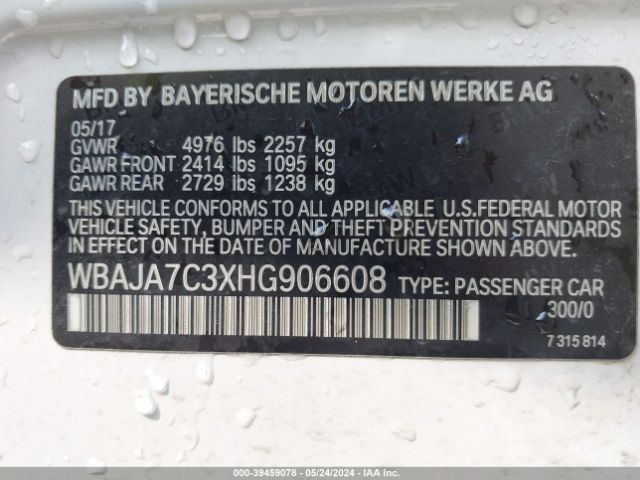 MFD BY BAYERISCHE MOTOREN WERKE AG
05/17
GVWR 4976 lbs 2257 kg
GAWR FRONT 2414 lbs 1095 kg
GAWR REAR 2729 lbs 1238 kg
THIS VEHICLE CONFORMS TO ALL APPLICABLE U.S.FEDERAL MOTOR
VEHICLE SAFETY, BUMPER AND THEFT PREVENTION STANDARDS
IN EFFECT ON THE DATE OF MANUFACTURE SHOWN ABOVE.
WBAJA7C3XHG906608 TYPE: PASSENGER CAR
300/0
7 315 814
000-39459078 - 05/24/2024 - IAAI.COM